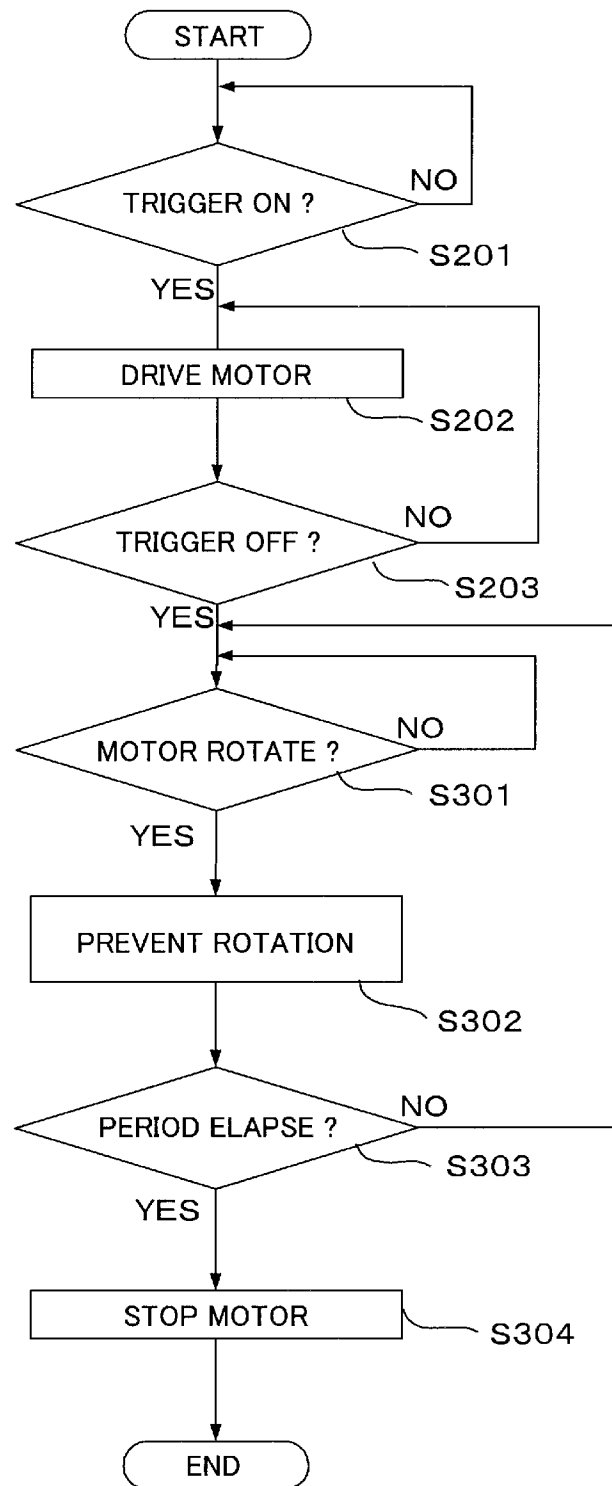 START
TRIGGER ON ?
NO
S201
YES
DRIVE MOTOR
S202
TRIGGER OFF ?
NO
S203
YES
MOTOR ROTATE ?
NO
S301
YES
PREVENT ROTATION
S302
PERIOD ELAPSE ?
NO
S303
YES
STOP MOTOR
S304
END